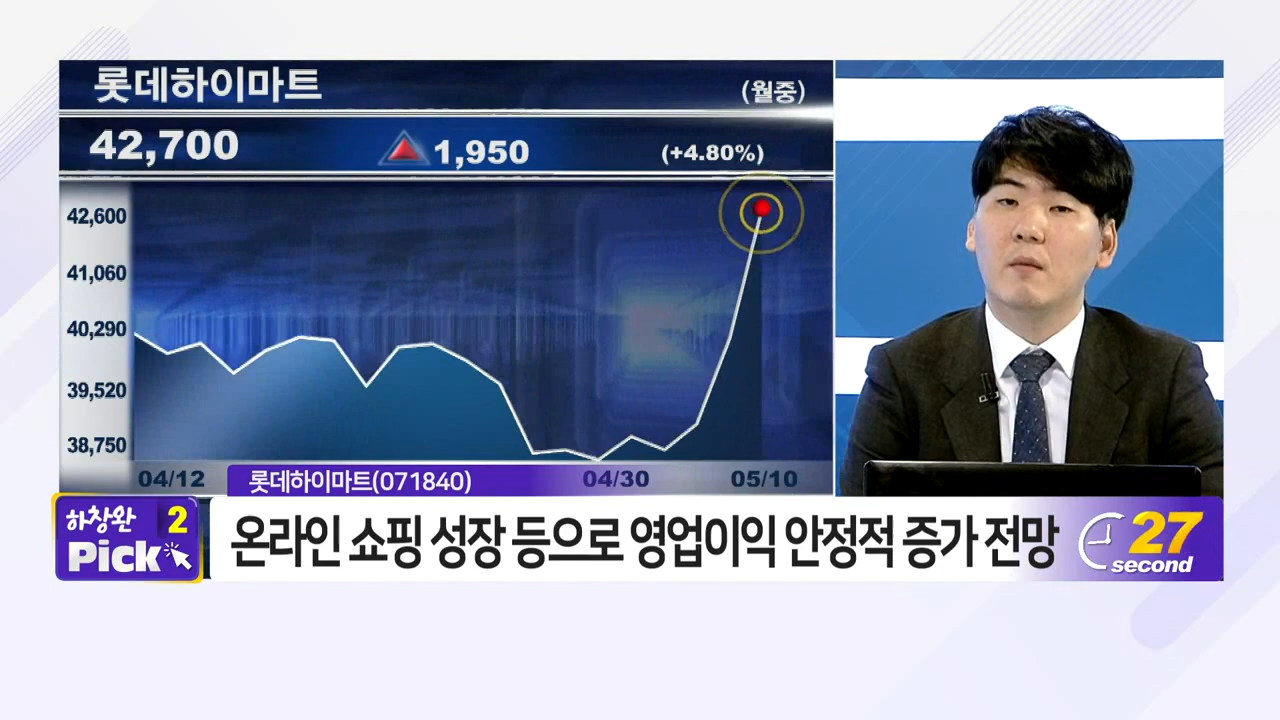 롯데하이마트
(월중)
42,700 1,950 (+4.80%)
42,600
41,060
40,290
39,520
38,750
04/12 04/30 05/10
롯데하이마트(071840)
하창완 2
Pick
온라인 쇼핑 성장 등으로 영업이익 안정적 증가 전망
27
second